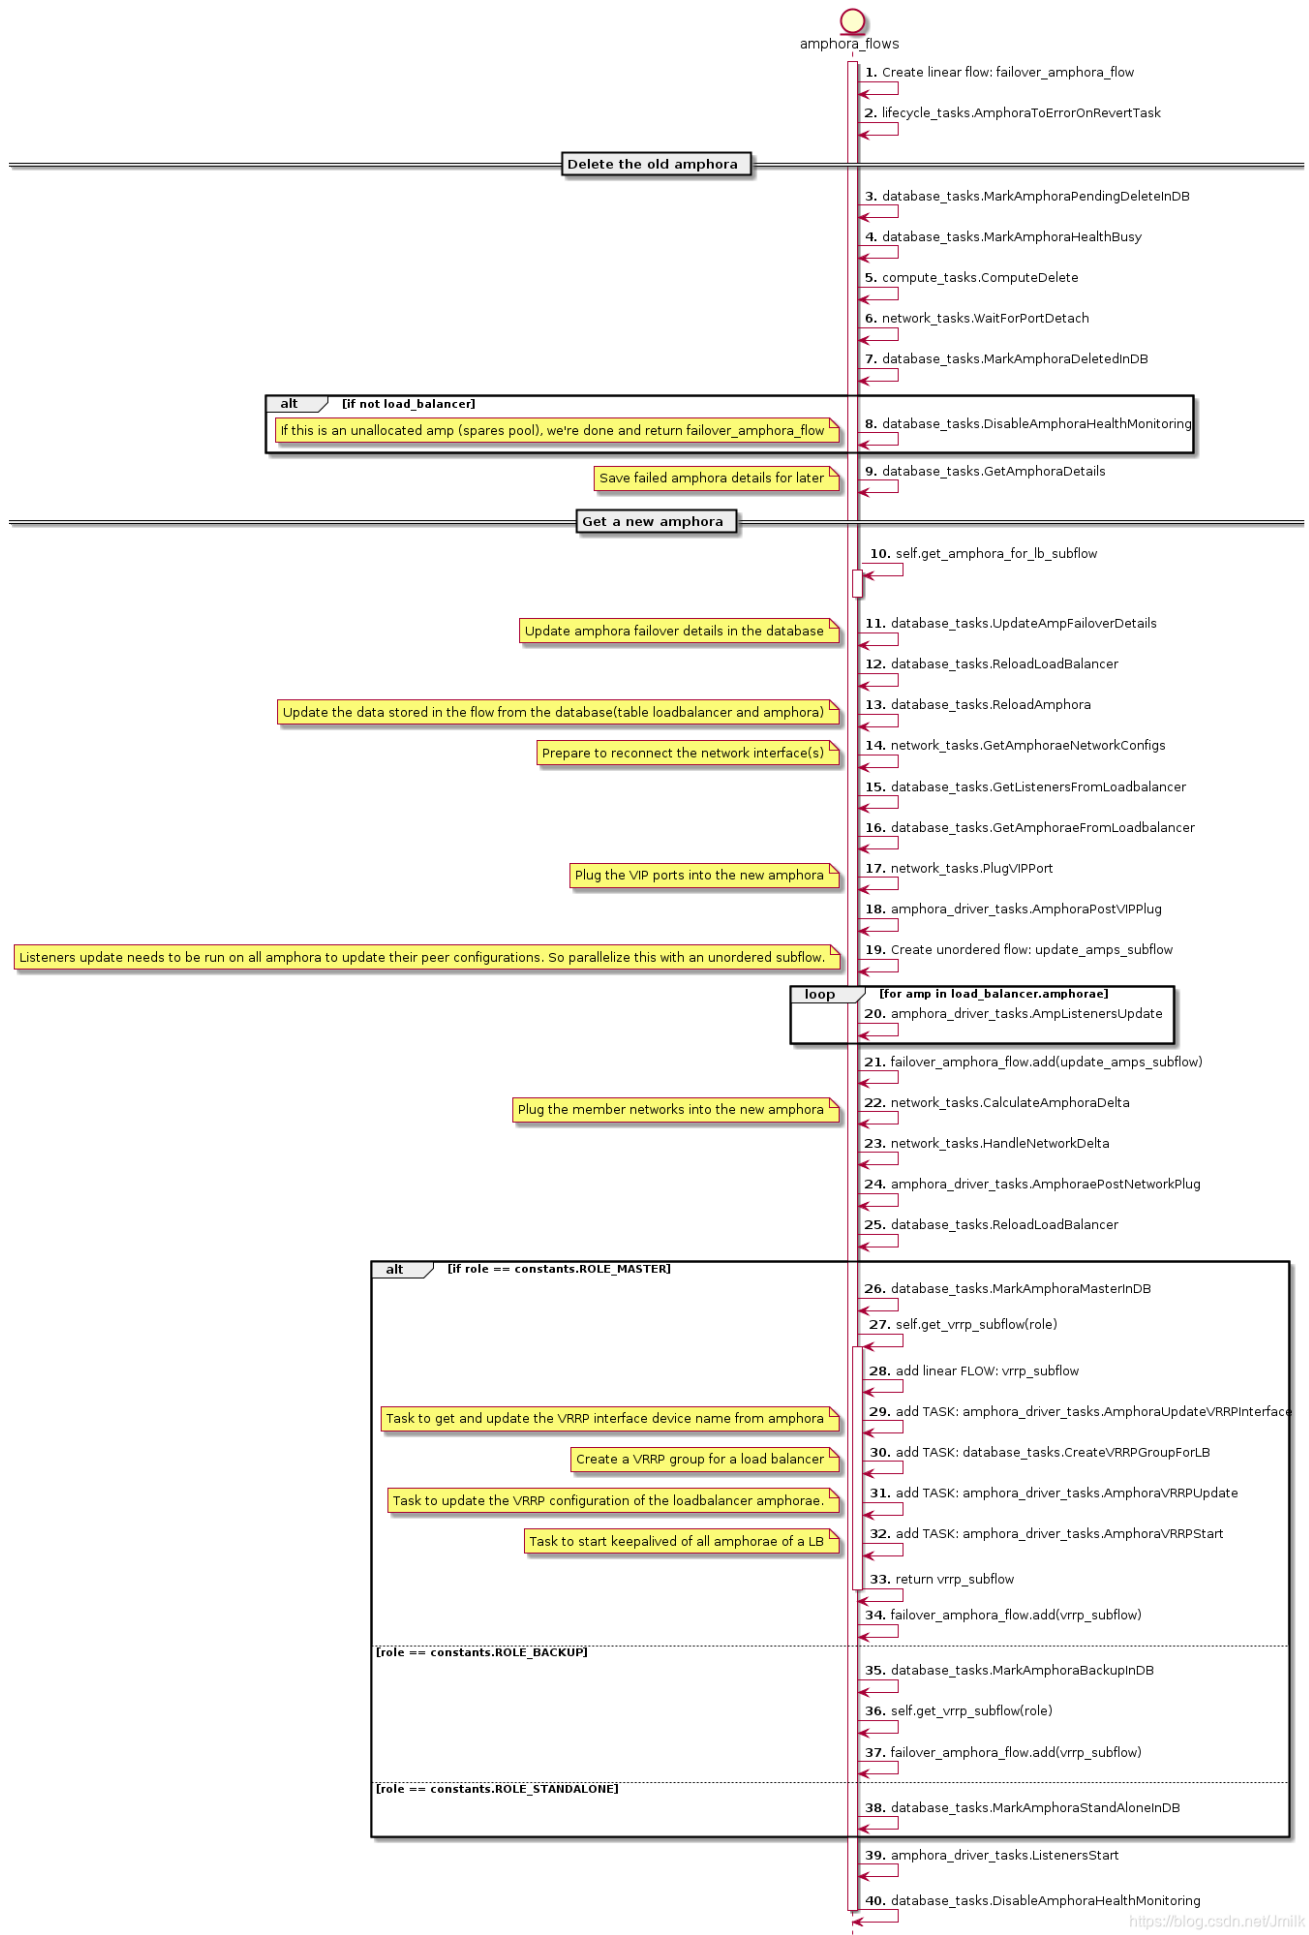 amphora_flows
1. Create linear flow: failover_amphora_flow
2. lifecycle_tasks.AmphoraToErrorOnRevertTask
Delete the old amphora
3. database_tasks.MarkAmphoraPendingDeleteInDB
4. database_tasks.MarkAmphoraHealthBusy
5. compute_tasks.ComputeDelete
6. network_tasks.WaitForPortDetach
7. database_tasks.MarkAmphoraDeletedInDB
alt [if not load_balancer]
If this is an unallocated amp (spares pool), we're done and return failover_amphora_flow
8. database_tasks.DisableAmphoraHealthMonitoring
Save failed amphora details for later
9. database_tasks.GetAmphoraDetails
Get a new amphora
10. self.get_amphora_for_lb_subflow
Update amphora failover details in the database
11. database_tasks.UpdateAmpFailoverDetails
12. database_tasks.ReloadLoadBalancer
Update the data stored in the flow from the database(table loadbalancer and amphora)
13. database_tasks.ReloadAmphora
Prepare to reconnect the network interface(s)
14. network_tasks.GetAmphoraeNetworkConfigs
15. database_tasks.GetListenersFromLoadbalancer
16. database_tasks.GetAmphoraeFromLoadbalancer
Plug the VIP ports into the new amphora
17. network_tasks.PlugVIPPort
18. amphora_driver_tasks.AmphoraPostVIPPlug
Listeners update needs to be run on all amphora to update their peer configurations. So parallelize this with an unordered subflow.
19. Create unordered flow: update_amps_subflow
loop [for amp in load_balancer.amphorae]
20. amphora_driver_tasks.AmpListenersUpdate
21. failover_amphora_flow.add(update_amps_subflow)
Plug the member networks into the new amphora
22. network_tasks.CalculateAmphoraDelta
23. network_tasks.HandleNetworkDelta
24. amphora_driver_tasks.AmphoraePostNetworkPlug
25. database_tasks.ReloadLoadBalancer
alt [if role == constants.ROLE_MASTER]
26. database_tasks.MarkAmphoraMasterInDB
27. self.get_vrrp_subflow(role)
28. add linear FLOW: vrrp_subflow
Task to get and update the VRRP interface device name from amphora
29. add TASK: amphora_driver_tasks.AmphoraUpdateVRRPInterface
Create a VRRP group for a load balancer
30. add TASK: database_tasks.CreateVRRPGroupForLB
Task to update the VRRP configuration of the loadbalancer amphorae.
31. add TASK: amphora_driver_tasks.AmphoraVRRPUpdate
Task to start keepalived of all amphorae of a LB
32. add TASK: amphora_driver_tasks.AmphoraVRRPStart
33. return vrrp_subflow
34. failover_amphora_flow.add(vrrp_subflow)
[role == constants.ROLE_BACKUP]
35. database_tasks.MarkAmphoraBackupInDB
36. self.get_vrrp_subflow(role)
37. failover_amphora_flow.add(vrrp_subflow)
[role == constants.ROLE_STANDALONE]
38. database_tasks.MarkAmphoraStandAloneInDB
39. amphora_driver_tasks.ListenersStart
40. database_tasks.DisableAmphoraHealthMonitoring
https://blog.csdn.net/Jmilk